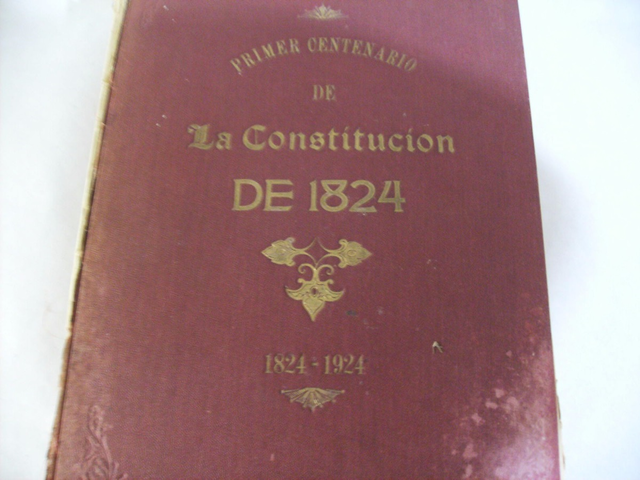 PRIMER CENTENARIO
DE
La Constitucion
DE 1824
1824-1924